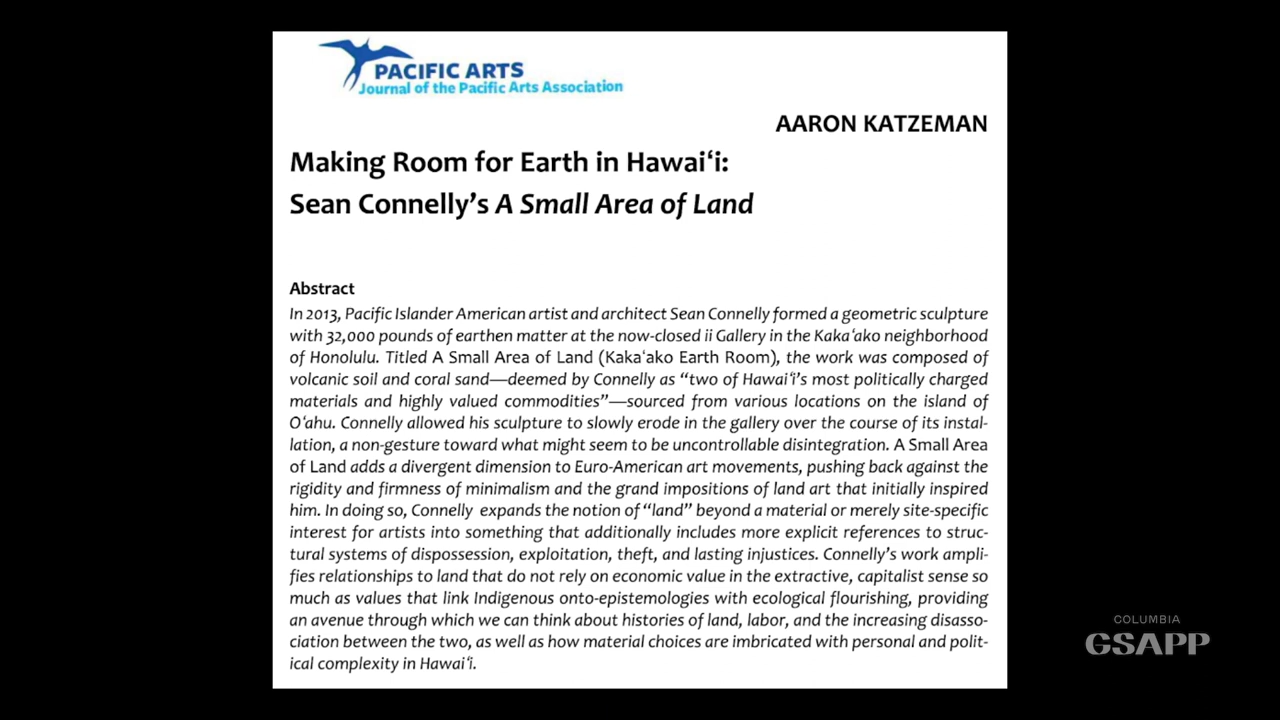 PACIFIC ARTS
Journal of the Pacific Arts Association
AARON KATZEMAN
Making Room for Earth in Hawaiʻi:
Sean Connelly’s A Small Area of Land
Abstract
In 2013, Pacific Islander American artist and architect Sean Connelly formed a geometric sculpture
with 32,000 pounds of earthen matter at the now-closed ii Gallery in the Kakaʻako neighborhood
of Honolulu. Titled A Small Area of Land (Kakaʻako Earth Room), the work was composed of
volcanic soil and coral sand—deemed by Connelly as “two of Hawaiʻi’s most politically charged
materials and highly valued commodities”—sourced from various locations on the island of
Oʻahu. Connelly allowed his sculpture to slowly erode in the gallery over the course of its instal-
lation, a non-gesture toward what might seem to be uncontrollable disintegration. A Small Area
of Land adds a divergent dimension to Euro-American art movements, pushing back against the
rigidity and firmness of minimalism and the grand impositions of land art that initially inspired
him. In doing so, Connelly expands the notion of “land” beyond a material or merely site-specific
interest for artists into something that additionally includes more explicit references to struc-
tural systems of dispossession, exploitation, theft, and lasting injustices. Connelly’s work ampli-
fies relationships to land that do not rely on economic value in the extractive, capitalist sense so
much as values that link Indigenous onto-epistemologies with ecological flourishing, providing
an avenue through which we can think about histories of land, labor, and the increasing disasso-
ciation between the two, as well as how material choices are imbricated with personal and polit-
ical complexity in Hawaiʻi.
COLUMBIA
GSAPP